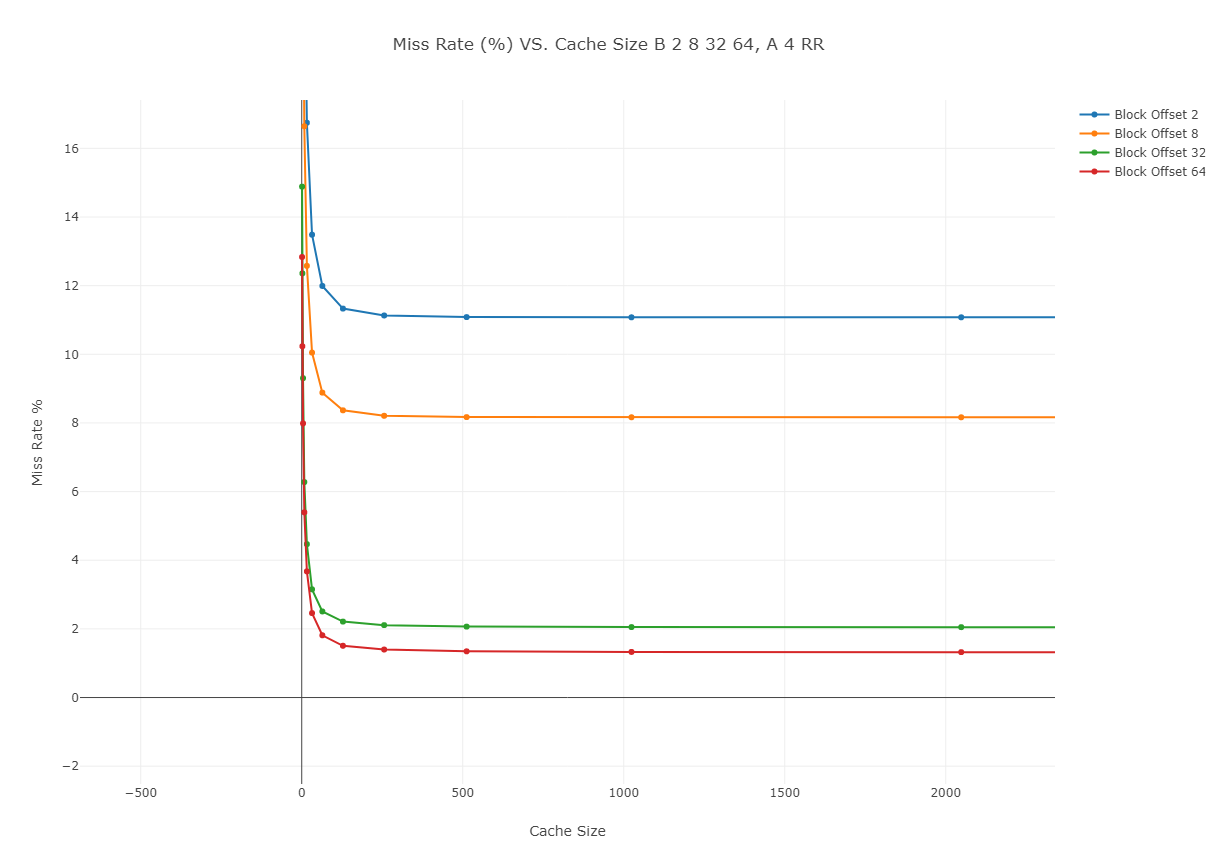 Miss Rate (%) VS. Cache Size B 2 8 32 64, A 4 RR
Block Offset 2
Block Offset 8
Block Offset 32
Block Offset 64
16
14
12
10
8
6
4
2
0
−2
Miss Rate %
−500
0
500
1000
1500
2000
Cache Size